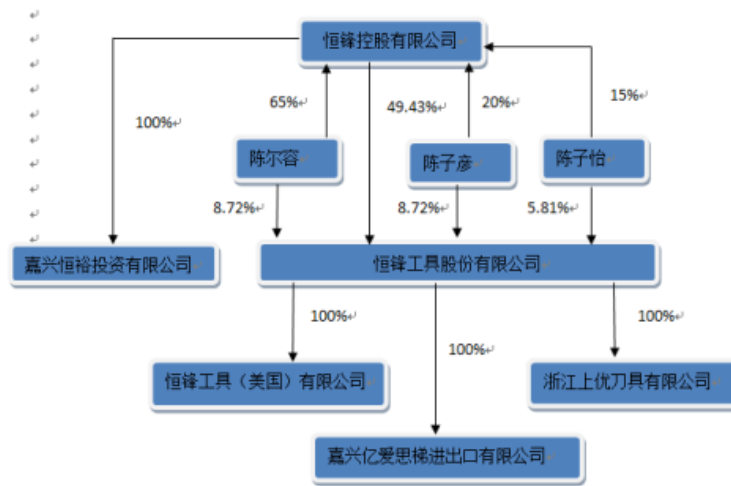 恒锋控股有限公司
65%
49.43%
20%
15%
100%
陈尔容
陈子彦
陈子怡
8.72%
8.72%
5.81%
嘉兴恒裕投资有限公司
恒锋工具股份有限公司
100%
100%
100%
恒锋工具（美国）有限公司
浙江上优刀具有限公司
嘉兴亿爱思梯进出口有限公司